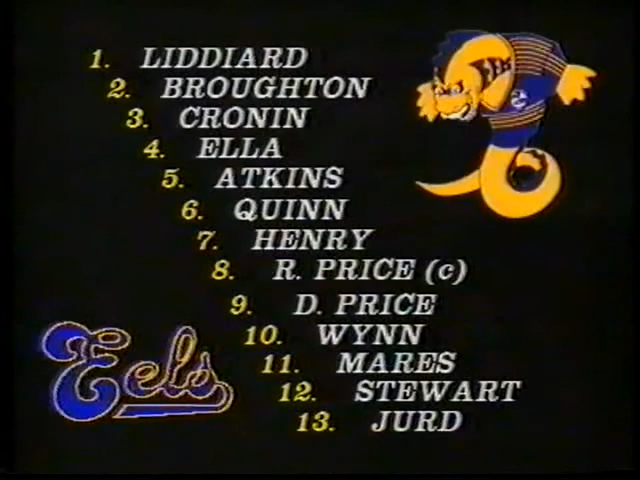 1. LIDDIARD
2. BROUGHTON
3. CRONIN
4. ELLA
5. ATKINS
6. QUINN
7. HENRY
8. R. PRICE (c)
9. D. PRICE
10. WYNN
11. MARES
12. STEWART
13. JURD
Eels